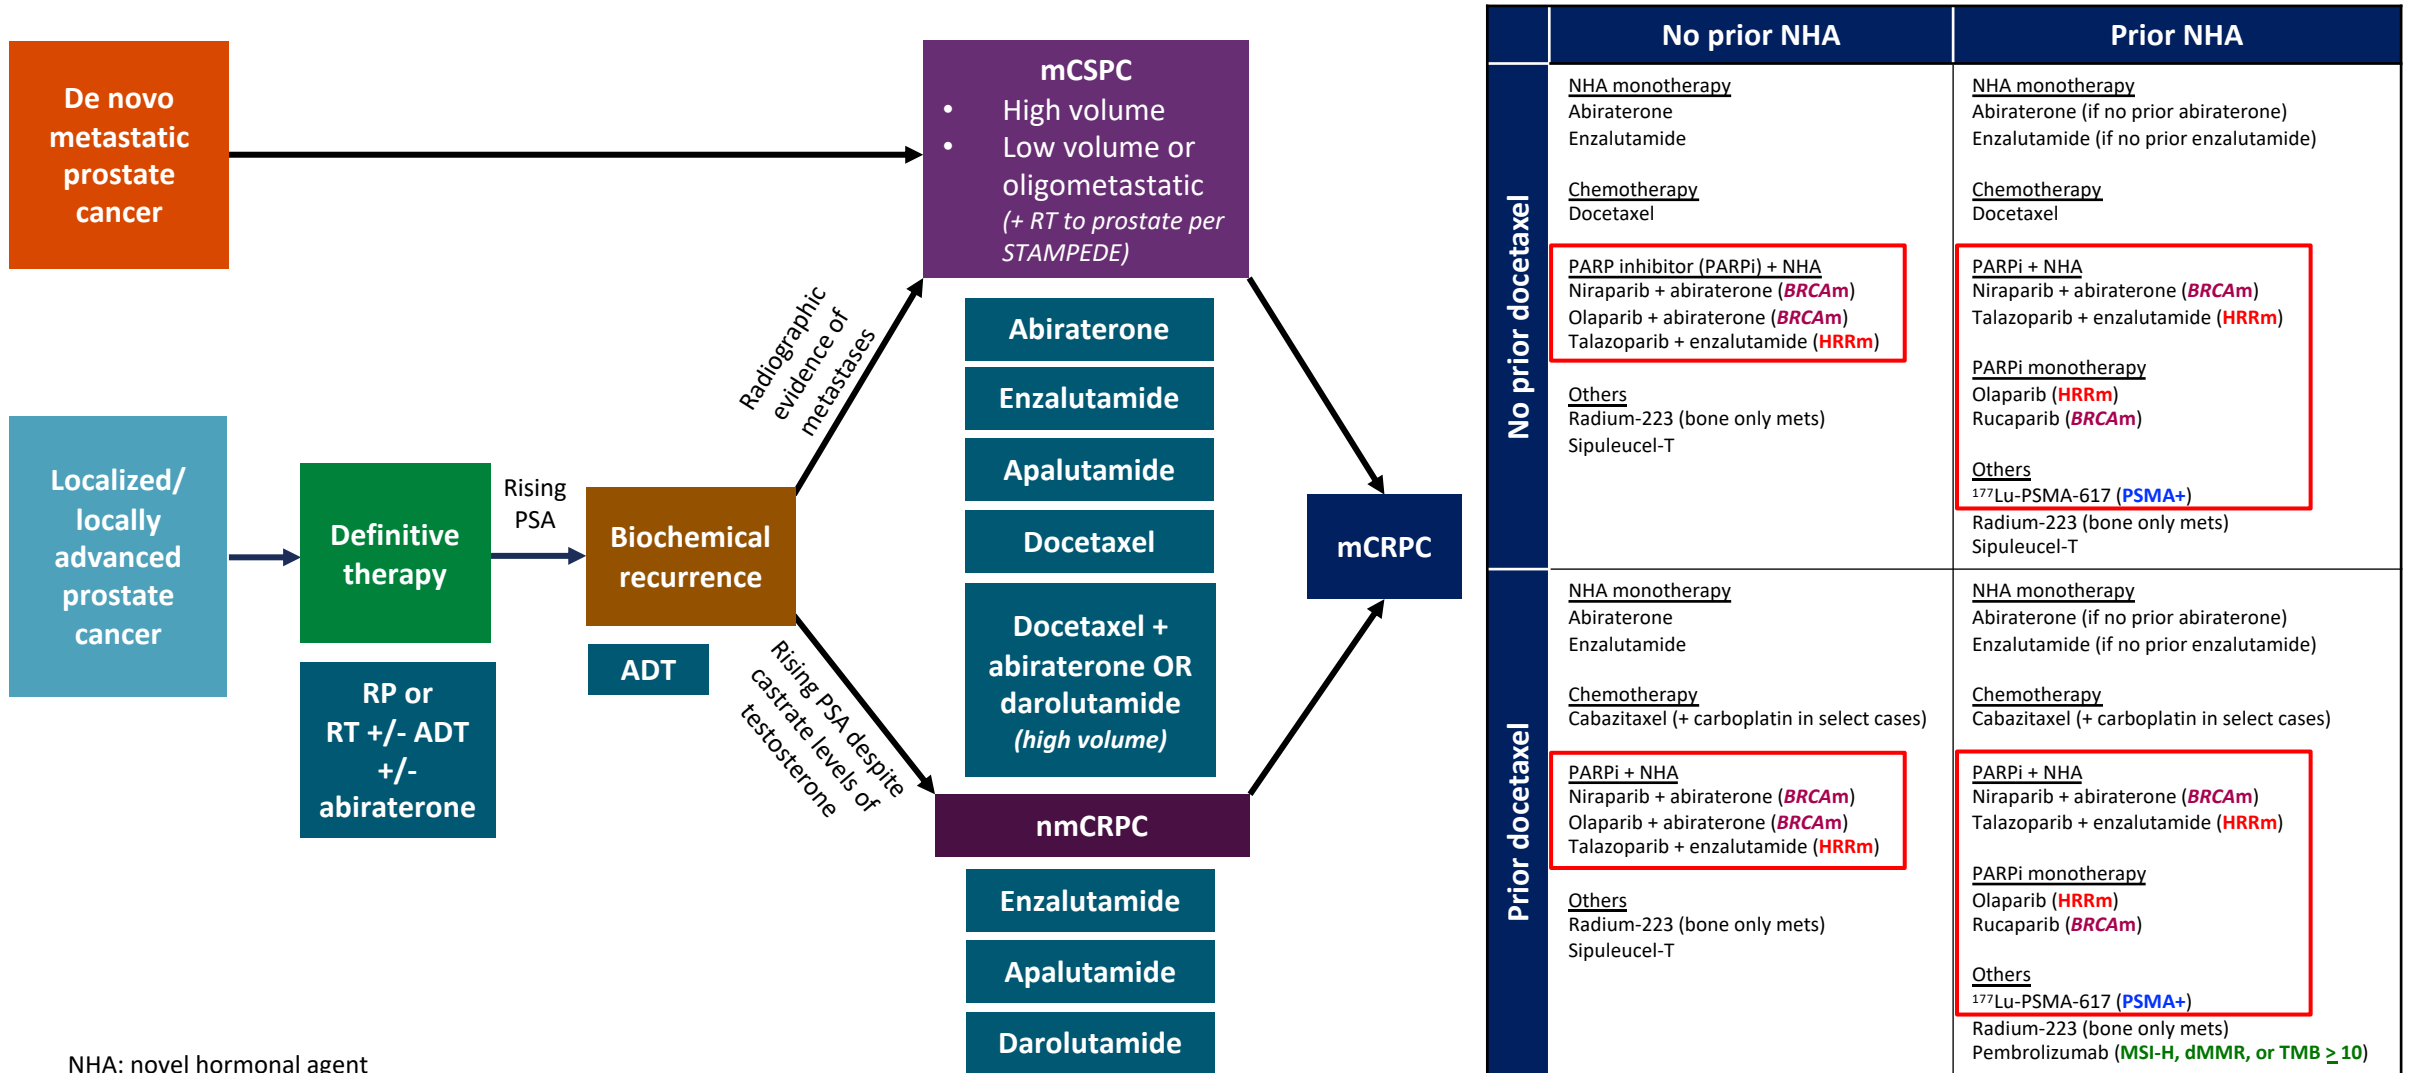 De novo
metastatic
prostate
cancer
Localized/
locally
advanced
prostate
cancer
Definitive
therapy
RP or
RT +/- ADT
+/-
abiraterone
Rising
PSA
Biochemical
recurrence
ADT
Radiographic
evidence of
metastases
Rising PSA despite
castrate levels of
testosterone
mCSPC
• High volume
• Low volume or
oligometastatic
(+ RT to prostate per
STAMPEDE)
Abiraterone
Enzalutamide
Apalutamide
Docetaxel
Docetaxel +
abiraterone OR
darolutamide
(high volume)
nmCRPC
Enzalutamide
Apalutamide
Darolutamide
mCRPC
NHA: novel hormonal agent
No prior NHA
Prior NHA
No prior docetaxel
NHA monotherapy
Abiraterone
Enzalutamide
Chemotherapy
Docetaxel
PARP inhibitor (PARPi) + NHA
Niraparib + abiraterone (BRCAm)
Olaparib + abiraterone (BRCAm)
Talazoparib + enzalutamide (HRRm)
Others
Radium-223 (bone only mets)
Sipuleucel-T
NHA monotherapy
Abiraterone (if no prior abiraterone)
Enzalutamide (if no prior enzalutamide)
Chemotherapy
Docetaxel
PARPi + NHA
Niraparib + abiraterone (BRCAm)
Talazoparib + enzalutamide (HRRm)
PARPi monotherapy
Olaparib (HRRm)
Rucaparib (BRCAm)
Others
¹⁷⁷Lu-PSMA-617 (PSMA+)
Radium-223 (bone only mets)
Sipuleucel-T
Prior docetaxel
NHA monotherapy
Abiraterone
Enzalutamide
Chemotherapy
Cabazitaxel (+ carboplatin in select cases)
PARPi + NHA
Niraparib + abiraterone (BRCAm)
Olaparib + abiraterone (BRCAm)
Talazoparib + enzalutamide (HRRm)
Others
Radium-223 (bone only mets)
Sipuleucel-T
NHA monotherapy
Abiraterone (if no prior abiraterone)
Enzalutamide (if no prior enzalutamide)
Chemotherapy
Cabazitaxel (+ carboplatin in select cases)
PARPi + NHA
Niraparib + abiraterone (BRCAm)
Talazoparib + enzalutamide (HRRm)
PARPi monotherapy
Olaparib (HRRm)
Rucaparib (BRCAm)
Others
¹⁷⁷Lu-PSMA-617 (PSMA+)
Radium-223 (bone only mets)
Pembrolizumab (MSI-H, dMMR, or TMB ≥ 10)